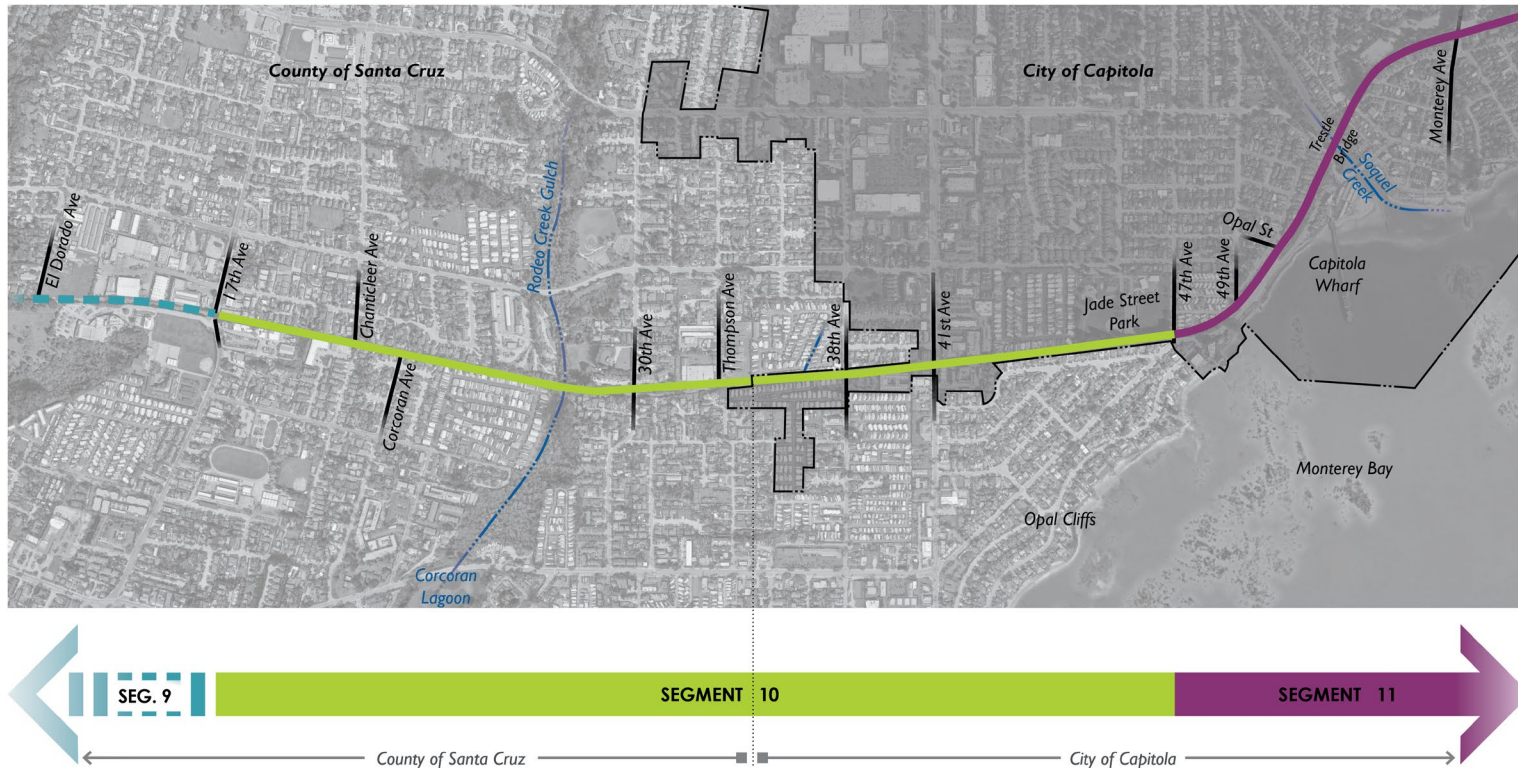 County of Santa Cruz
City of Capitola
Monterey Ave
Trestle
Bridge
Soquel
Creek
El Dorado Ave
17th Ave
Chanticleer Ave
Corcoran Ave
Rodeo Creek Gulch
30th Ave
Thompson Ave
38th Ave
41st Ave
Jade Street
Park
47th Ave
49th Ave
Opal St
Capitola
Wharf
Monterey Bay
Opal Cliffs
Corcoran
Lagoon
SEG. 9
SEGMENT 10
SEGMENT 11
County of Santa Cruz
City of Capitola